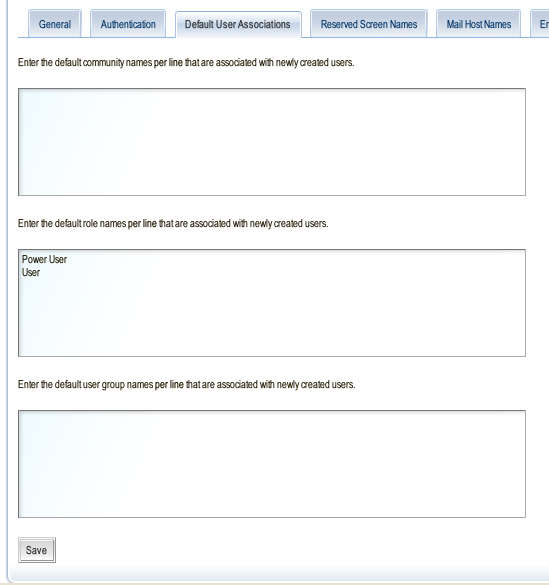 General Authentication Default User Associations Reserved Screen Names Mail Host Names En
Enter the default community names per line that are associated with newly created users.
Enter the default role names per line that are associated with newly created users.
Power User
User
Enter the default user group names per line that are associated with newly created users.
Save